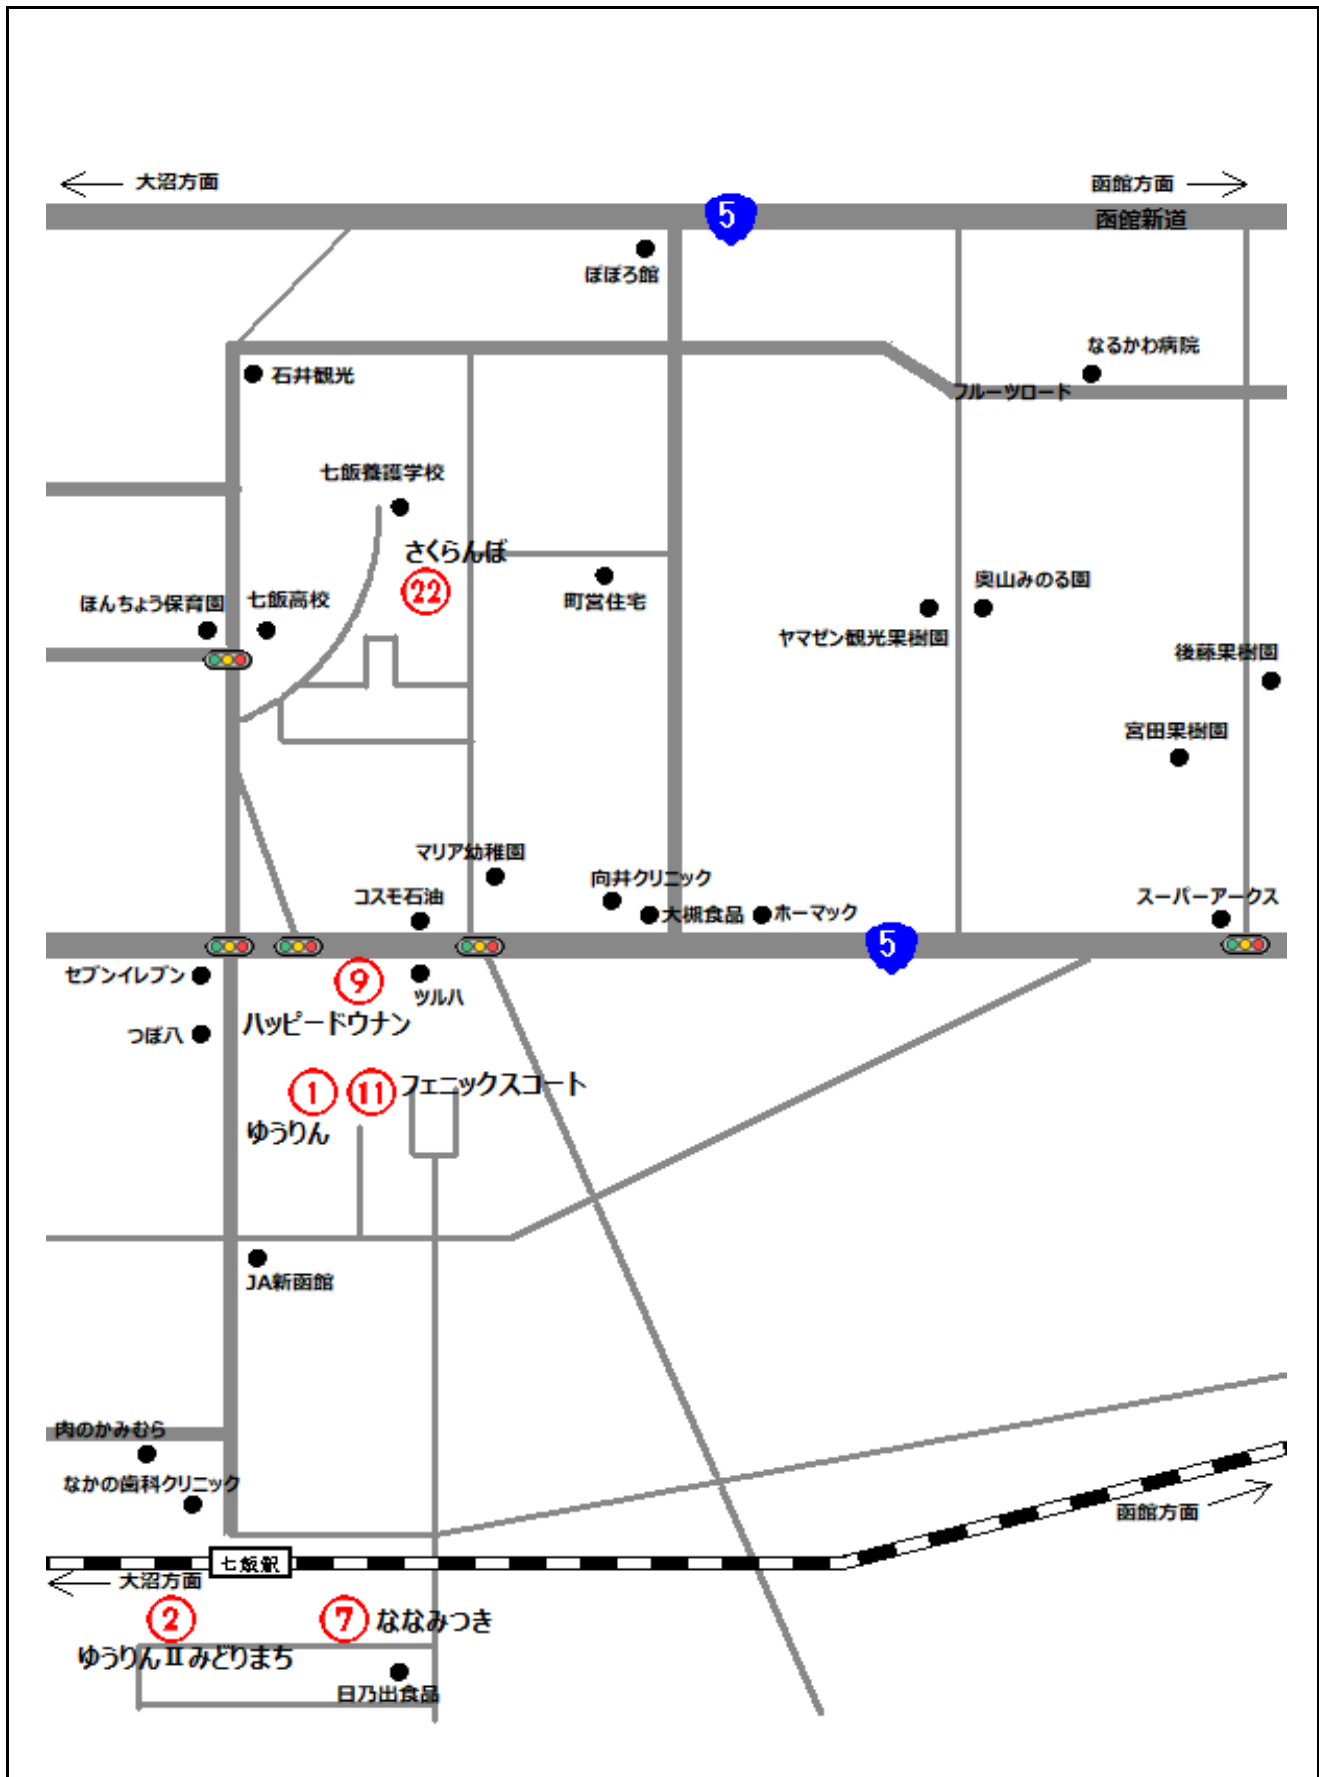 大沼方面
函館方面
5
函館新道
ぽぽろ館
なるかわ病院
石井観光
フルーツロード
七飯養護学校
さくらんぼ
22
町営住宅
奥山みのる園
ほんちょう保育園
七飯高校
ヤマゼン観光果樹園
後藤果樹園
宮田果樹園
マリア幼稚園
向井クリニック
コスモ石油
大槻食品
ホーマック
スーパーアークス
5
セブンイレブン
9
ツルハ
ハッピードウナン
つぼ八
1
11
フェニックスコート
ゆうりん
JA新函館
肉のかみむら
なかの歯科クリニック
函館方面
七飯駅
大沼方面
2
7
ななみつき
ゆうりんⅡみどりまち
日乃出食品